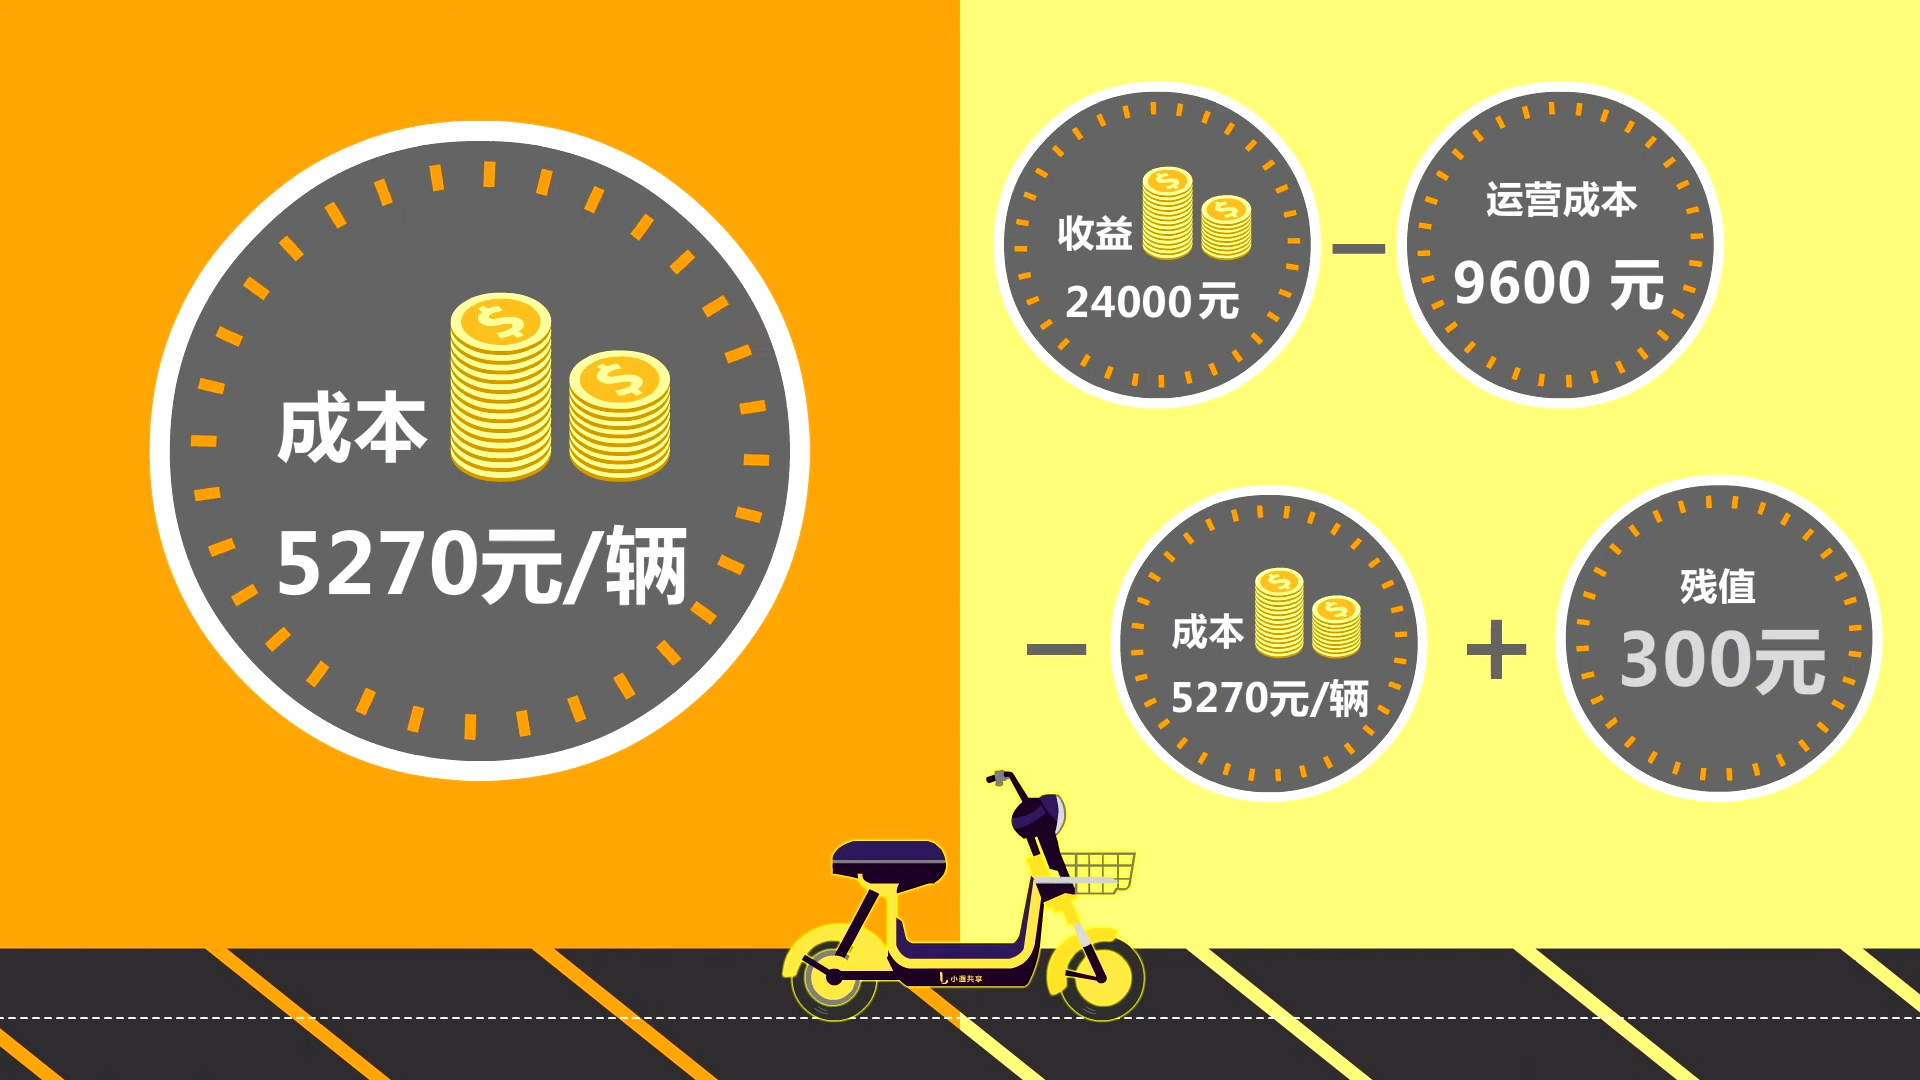 成本
5270元/辆
收益
24000元
运营成本
9600 元
成本
5270元/辆
残值
300元
小遛共享